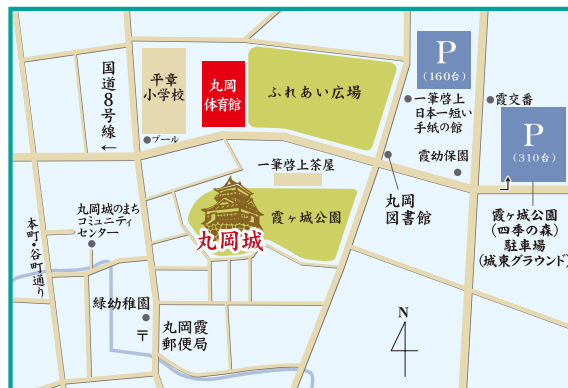 国道8号線←
平章
小学校
プール
丸岡
体育館
ふれあい広場
P
(160台)
一筆啓上
日本一短い
手紙の館
霞交番
P
(310台)
霞幼保園
霞ヶ城公園
(四季の森)
駐車場
(城東グラウンド)
丸岡
図書館
一筆啓上茶屋
霞ヶ城公園
丸岡城
丸岡城のまち
コミュニティ
センター
本町・谷町通り
緑幼稚園
〒
丸岡霞
郵便局
N